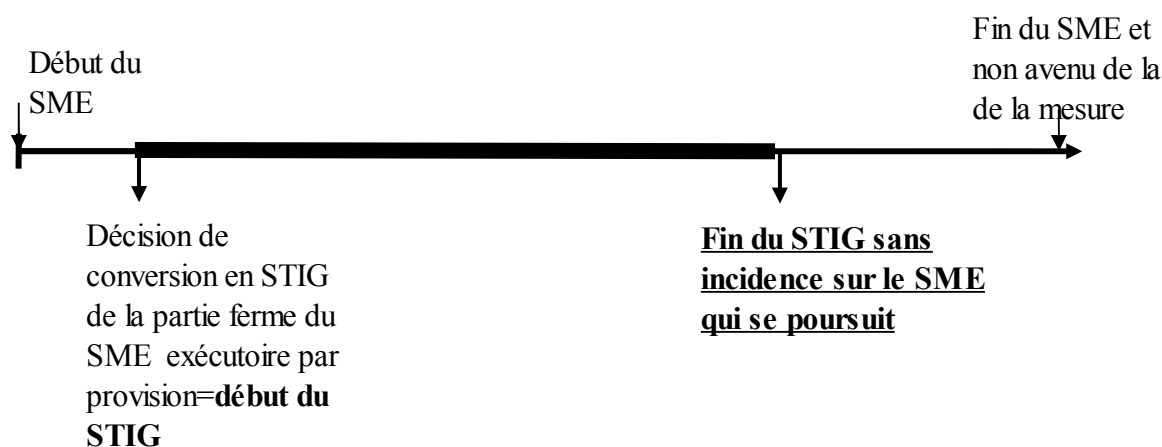 Début du
SME
Fin du SME et
non avenu de la
de la mesure
Décision de
conversion en STIG
de la partie ferme du
SME exécutoire par
provision=début du
STIG
Fin du STIG sans
incidence sur le SME
qui se poursuit